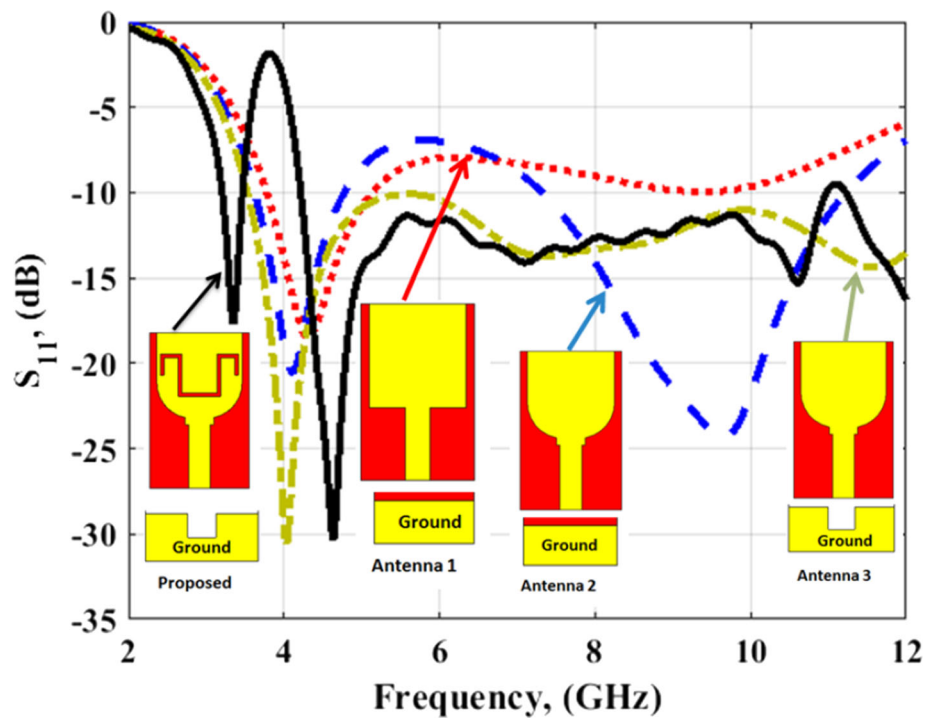 0
-5
-10
-15
-20
-25
-30
-35
S11, (dB)
Ground
Proposed
Ground
Antenna 1
Ground
Antenna 2
Ground
Antenna 3
2 4 6 8 10 12
Frequency, (GHz)